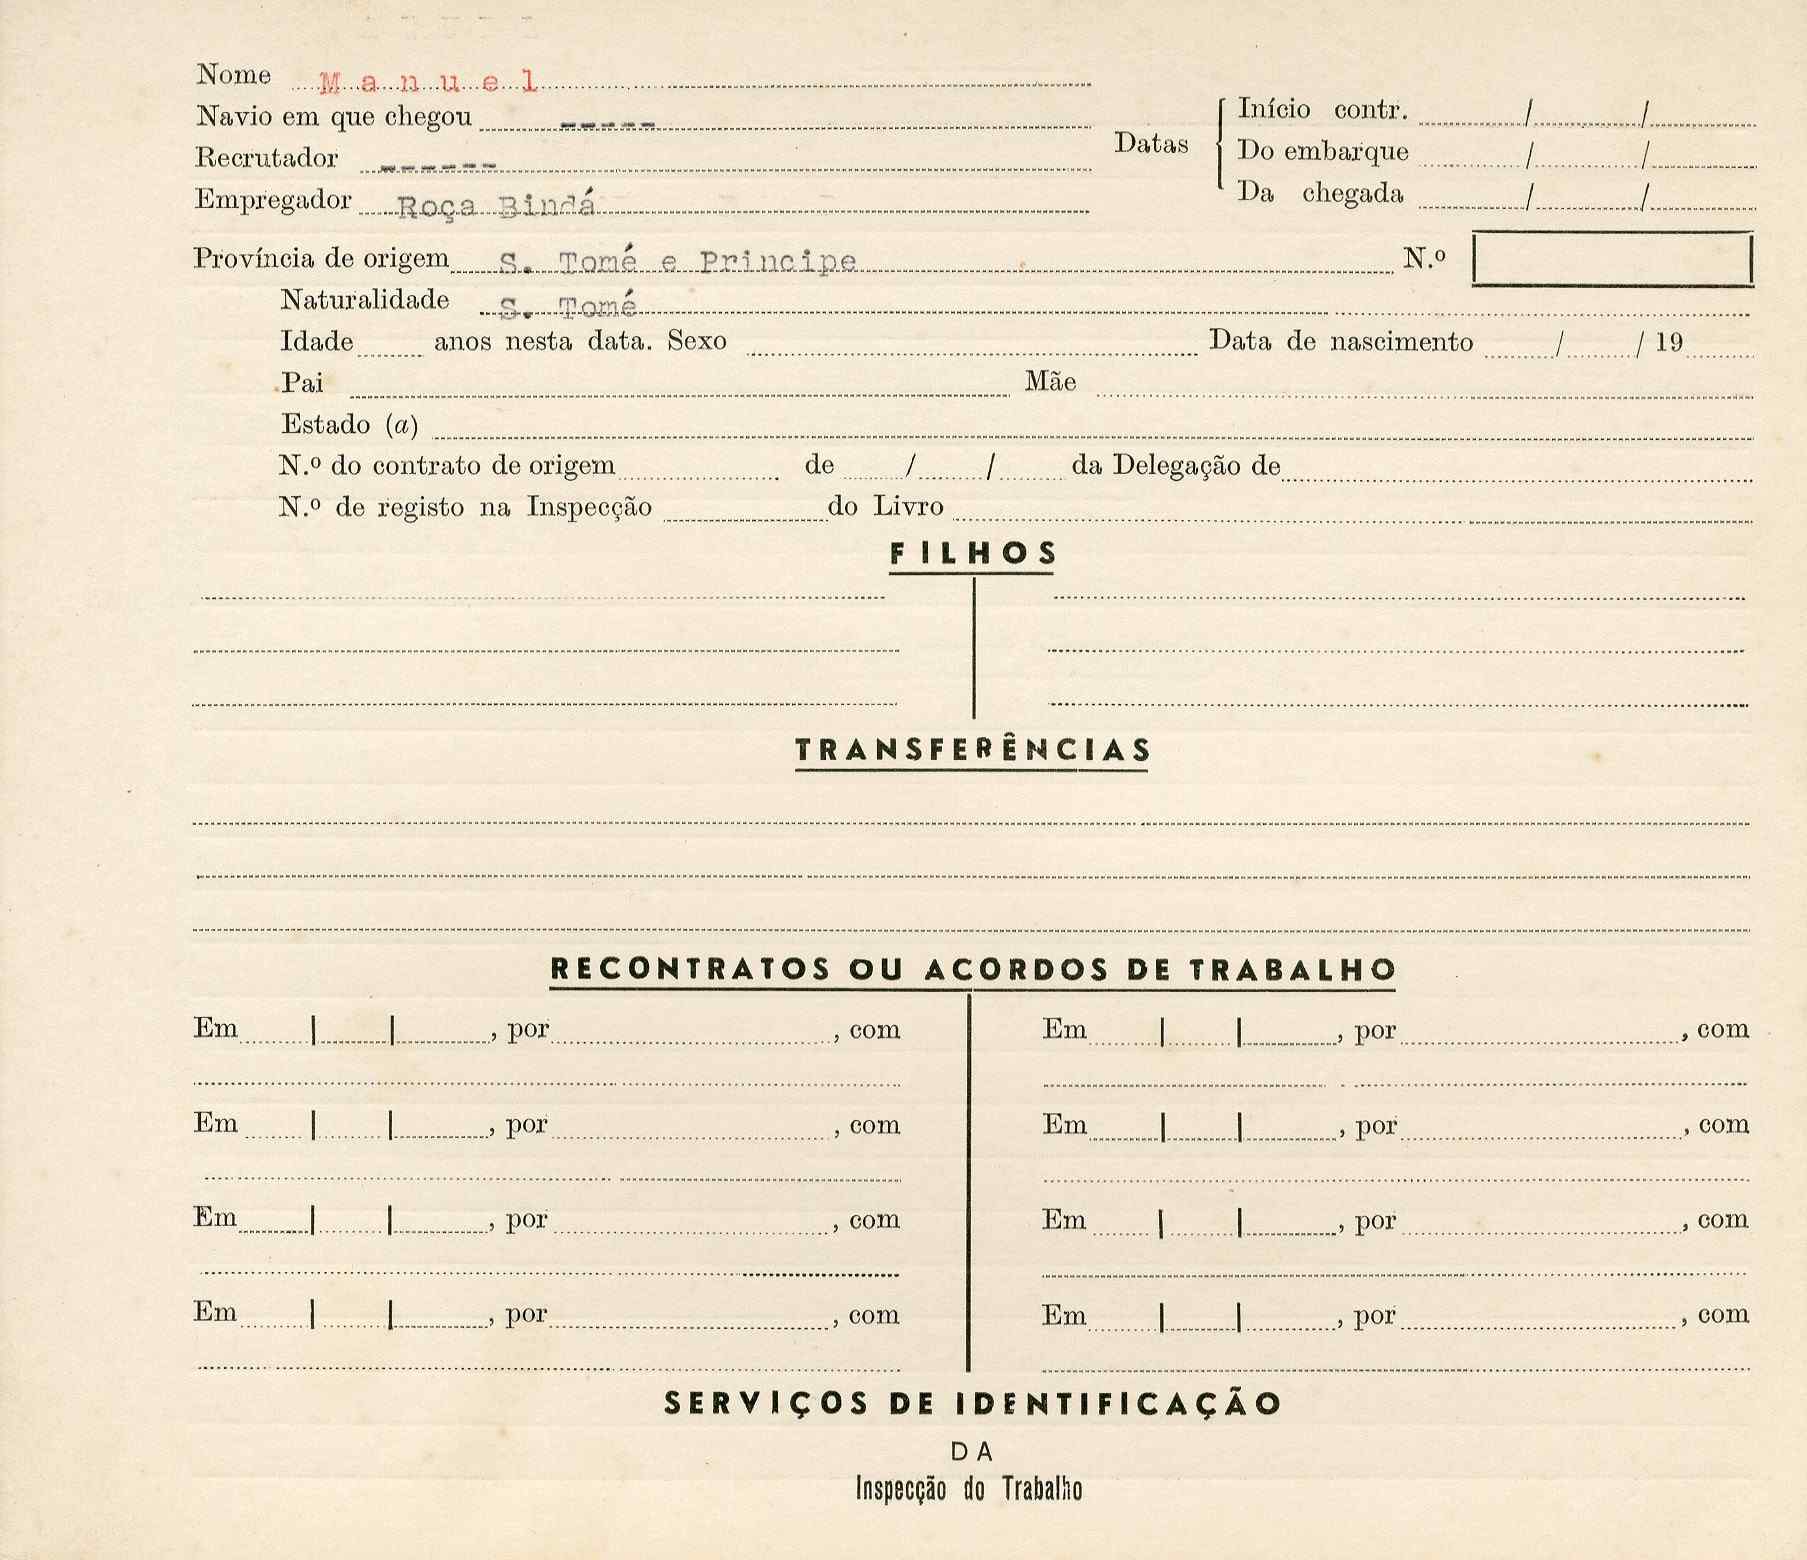 Nome M a n u e l
Navio em que chegou -----
Recrutador ------
Empregador Roça Bindá
Datas
Início contr. / /
Do embarque / /
Da chegada / /
Província de origem S. Tomé e Principe N.º
Naturalidade S. Tomé
Idade anos nesta data. Sexo Data de nascimento / / 19
Pai Mãe
Estado (a)
N.º do contrato de origem de / / da Delegação de
N.º de registo na Inspecção do Livro
FILHOS
TRANSFERÊNCIAS
RECONTRATOS OU ACORDOS DE TRABALHO
Em | | , por , com Em | | , por , com
Em | | , por , com Em | | , por , com
Em | | , por , com Em | | , por , com
Em | | , por , com Em | | , por , com
SERVIÇOS DE IDENTIFICAÇÃO
DA
Inspecção do Trabalho